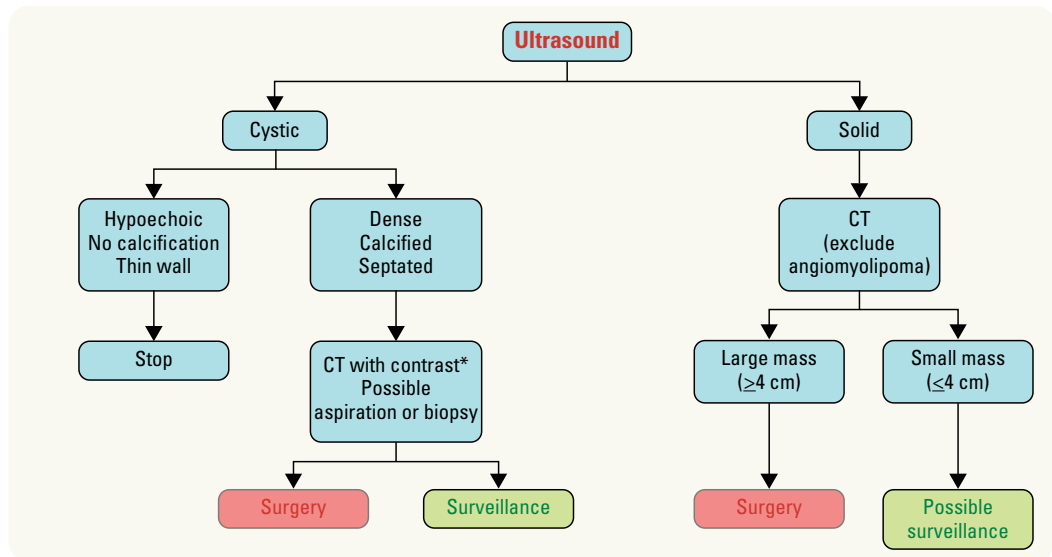 Ultrasound
Cystic
Solid
Hypoechoic
No calcification
Thin wall
Dense
Calcified
Septated
CT
(exclude
angiomyolipoma)
Stop
CT with contrast*
Possible
aspiration or biopsy
Large mass
(≥4 cm)
Small mass
(≤4 cm)
Surgery
Surveillance
Surgery
Possible
surveillance